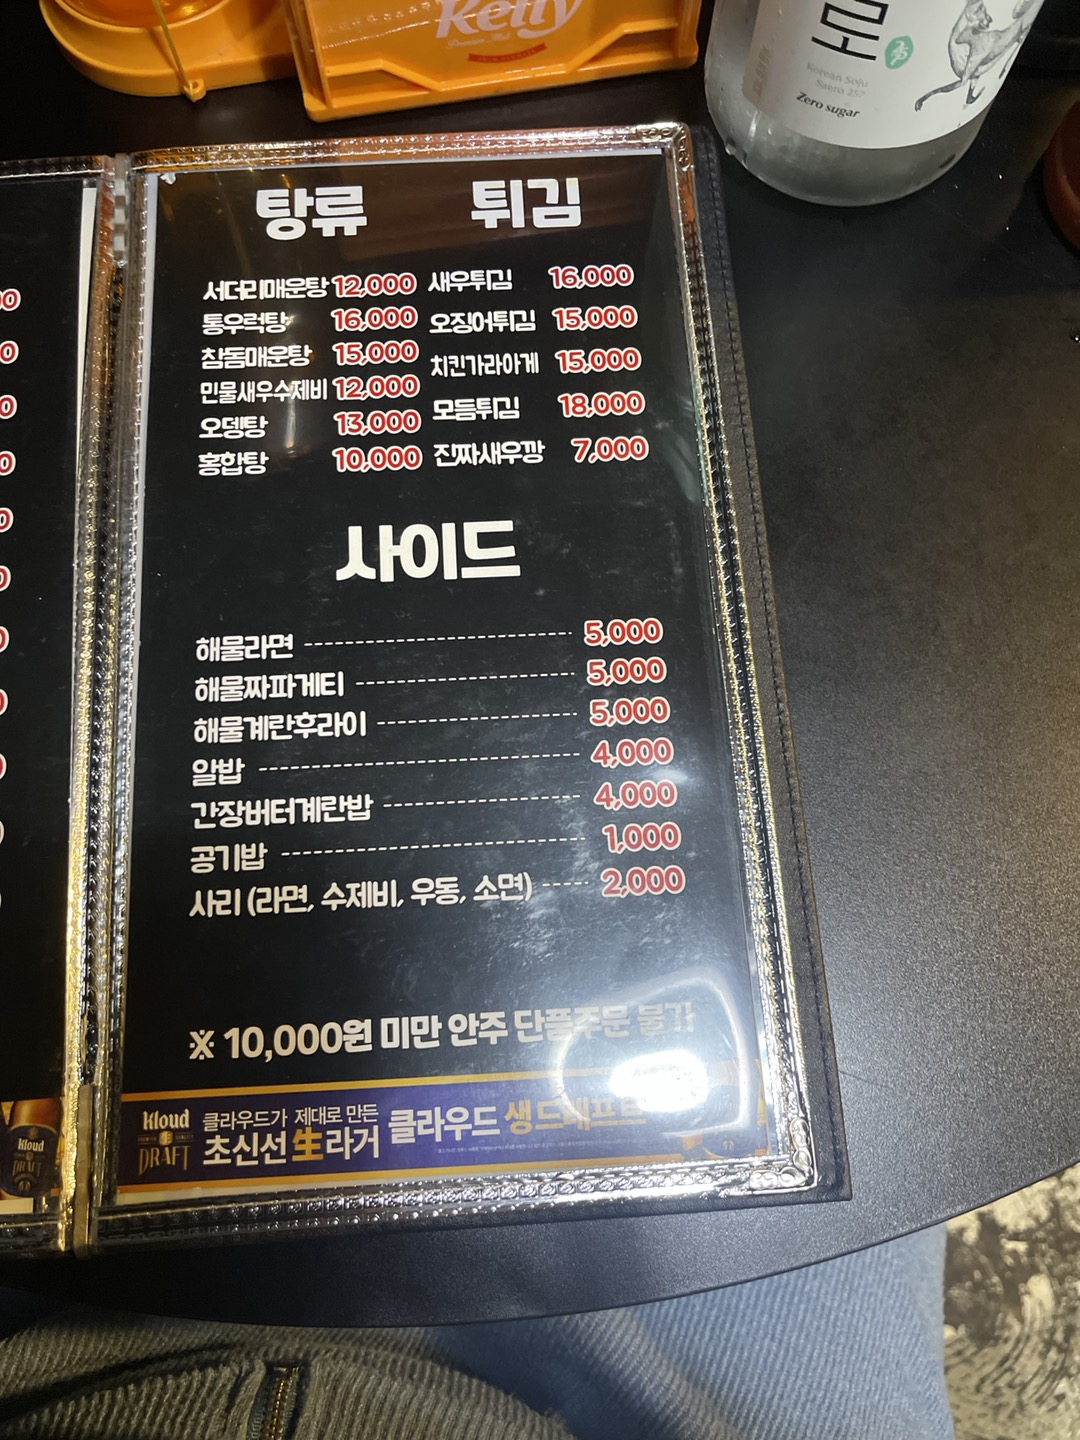 Kelly
로
Korean Soju
Saero 25°
Zero sugar
탕류
서더리매운탕 12,000
통우럭탕 16,000
참돔매운탕 15,000
민물새우수제비 12,000
오뎅탕 13,000
홍합탕 10,000
튀김
새우튀김 16,000
오징어튀김 15,000
치킨가라아게 15,000
모듬튀김 18,000
진짜새우깡 7,000
사이드
해물라면 5,000
해물짜파게티 5,000
해물계란후라이 5,000
알밥 4,000
간장버터계란밥 4,000
공기밥 1,000
사리 (라면, 수제비, 우동, 소면) 2,000
※ 10,000원 미만 안주 단품주문 불가
Kloud
DRAFT
클라우드가 제대로 만든
초신선 生 라거
클라우드 생드래프트
Kloud
DRAFT